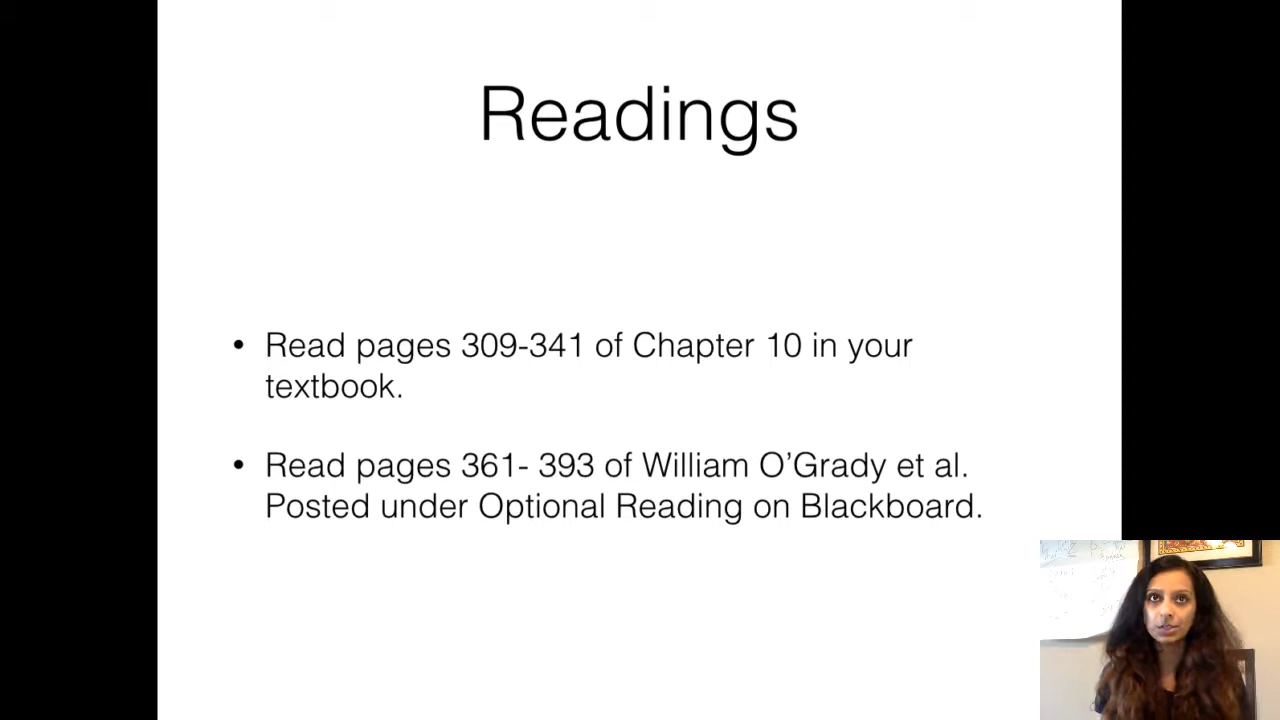 Readings
• Read pages 309-341 of Chapter 10 in your
textbook.
• Read pages 361- 393 of William O’Grady et al.
Posted under Optional Reading on Blackboard.